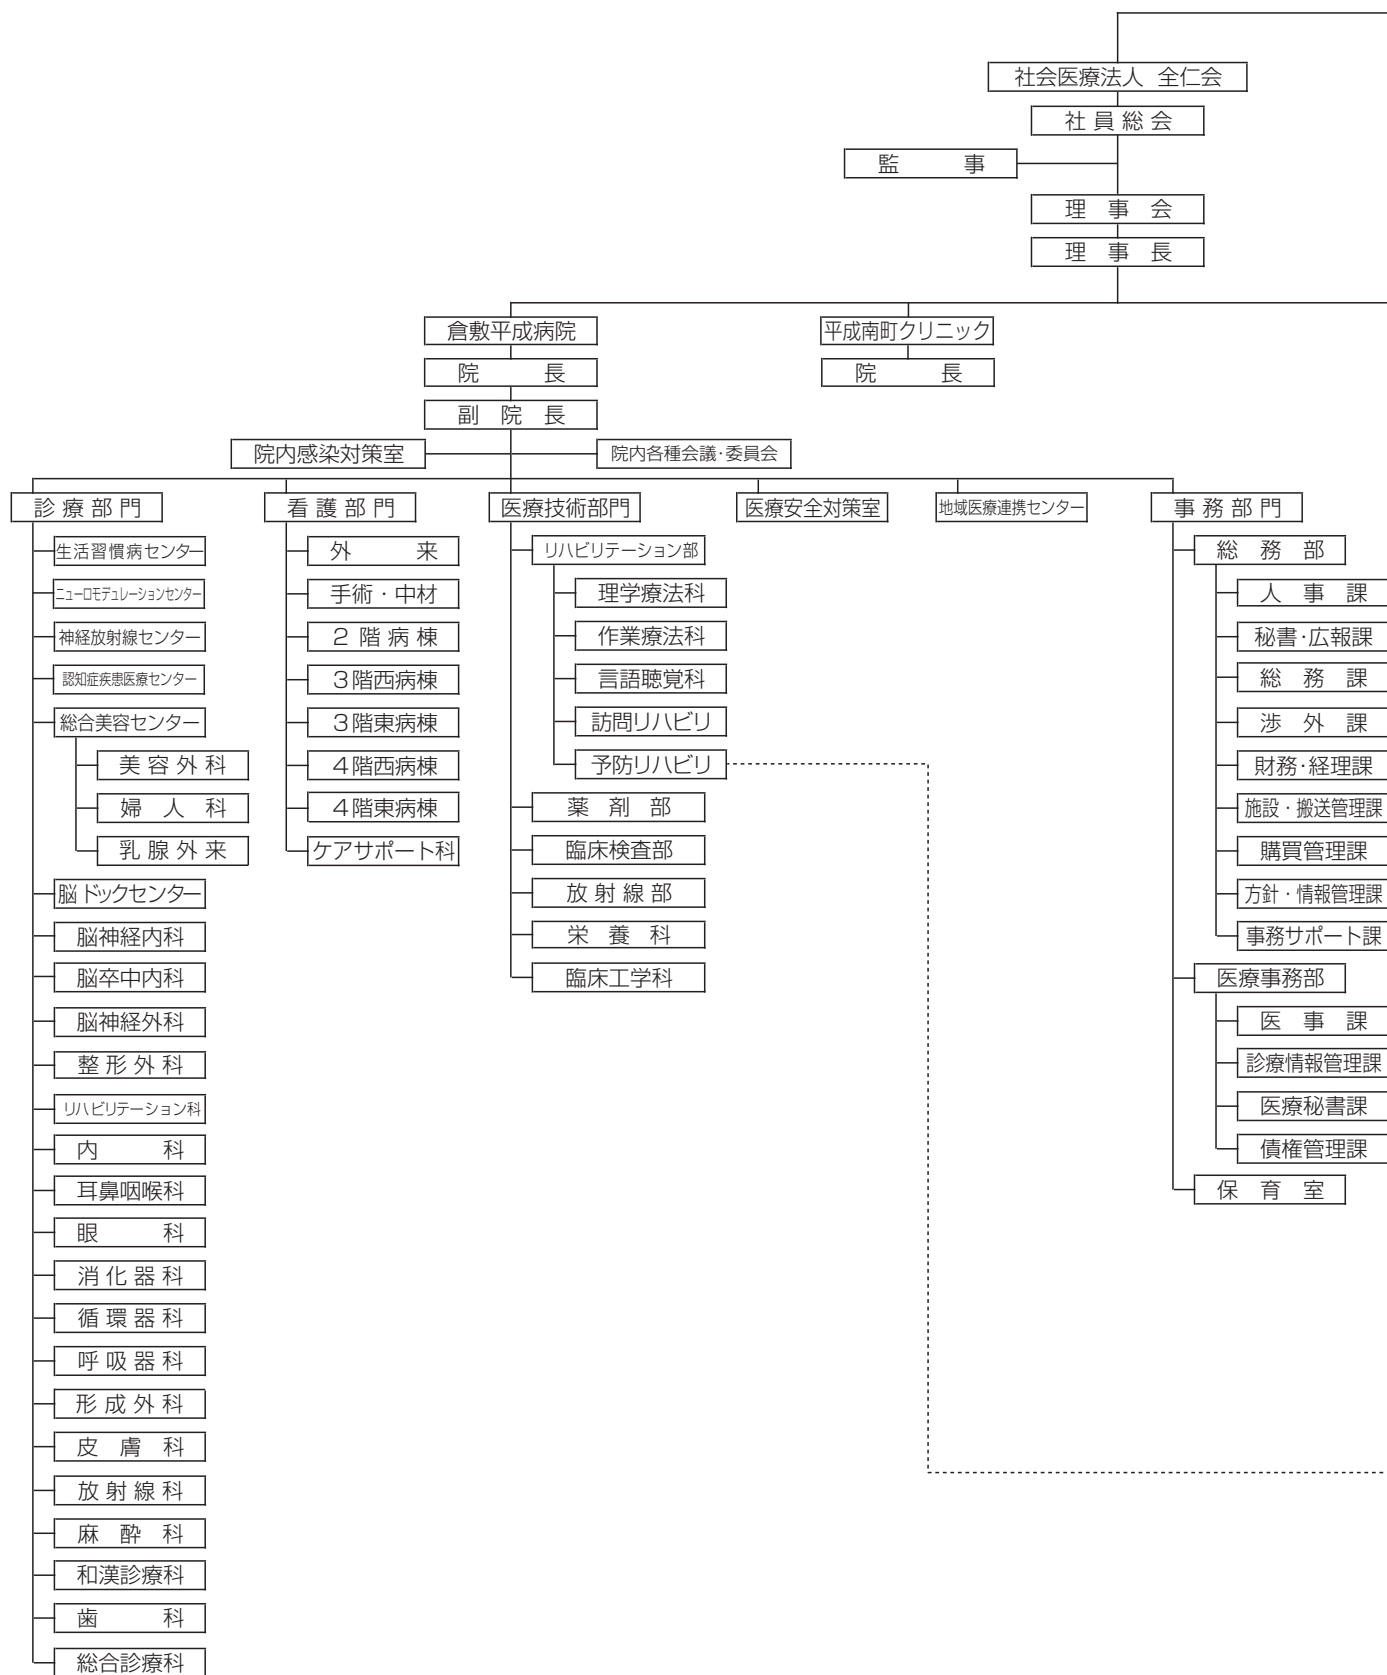 社会医療法人 全仁会
社員総会
監事
理事会
理事長
倉敷平成病院
院長
副院長
平成南町クリニック
院長
院内感染対策室
院内各種会議・委員会
診療部門
生活習慣病センター
ニューロモデュレーションセンター
神経放射線センター
認知症疾患医療センター
総合美容センター
美容外科
婦人科
乳腺外来
脳ドックセンター
脳神経内科
脳卒中内科
脳神経外科
整形外科
リハビリテーション科
内科
耳鼻咽喉科
眼科
消化器科
循環器科
呼吸器科
形成外科
皮膚科
放射線科
麻酔科
和漢診療科
歯科
総合診療科
看護部門
外来
手術・中材
2階病棟
3階西病棟
3階東病棟
4階西病棟
4階東病棟
ケアサポート科
医療技術部門
リハビリテーション部
理学療法科
作業療法科
言語聴覚科
訪問リハビリ
予防リハビリ
薬剤部
臨床検査部
放射線部
栄養科
臨床工学科
医療安全対策室
地域医療連携センター
事務部門
総務部
人事課
秘書・広報課
総務課
渉外課
財務・経理課
施設・搬送管理課
購買管理課
方針・情報管理課
事務サポート課
医療事務部
医事課
診療情報管理課
医療秘書課
債権管理課
保育室